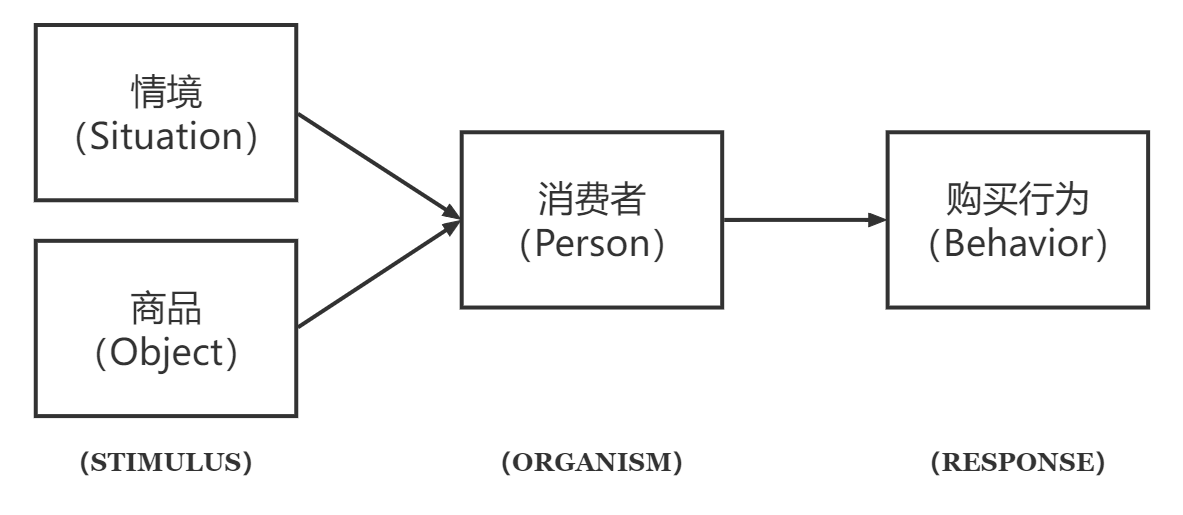 情境
（Situation）
商品
（Object）
消费者
（Person）
购买行为
（Behavior）
（STIMULUS）
（ORGANISM）
（RESPONSE）